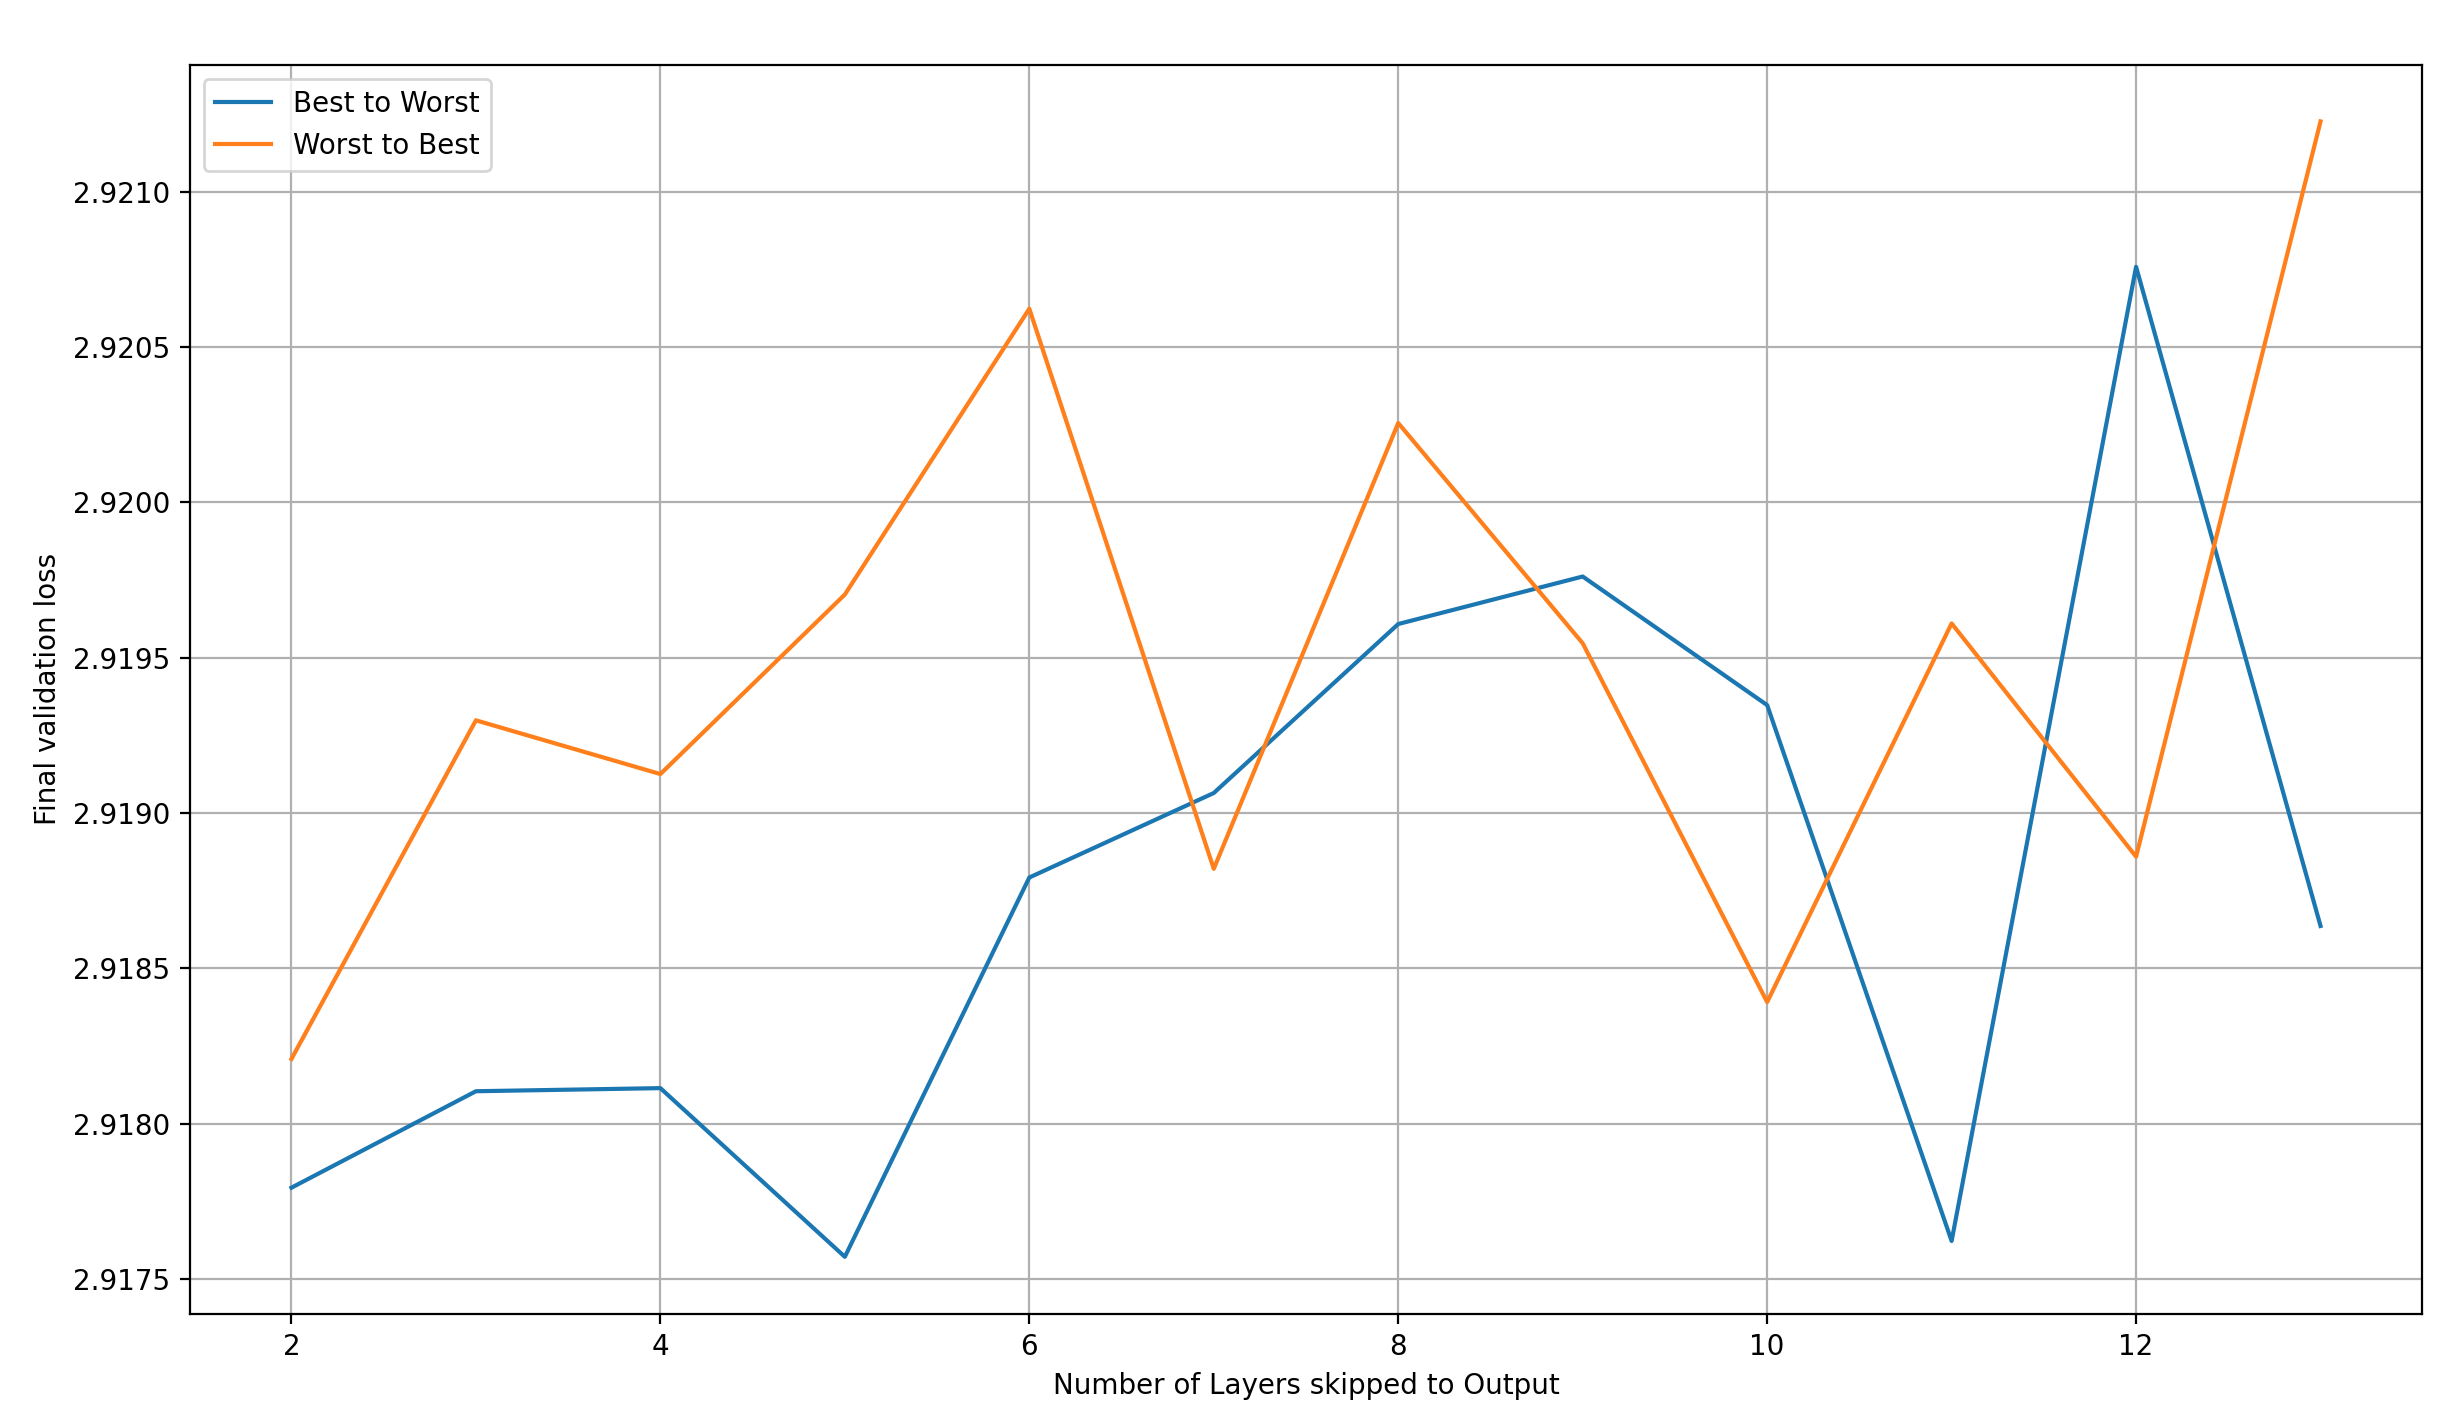 Best to Worst
Worst to Best
2.9210
2.9205
2.9200
2.9195
2.9190
2.9185
2.9180
2.9175
Final validation loss
2 4 6 8 10 12
Number of Layers skipped to Output